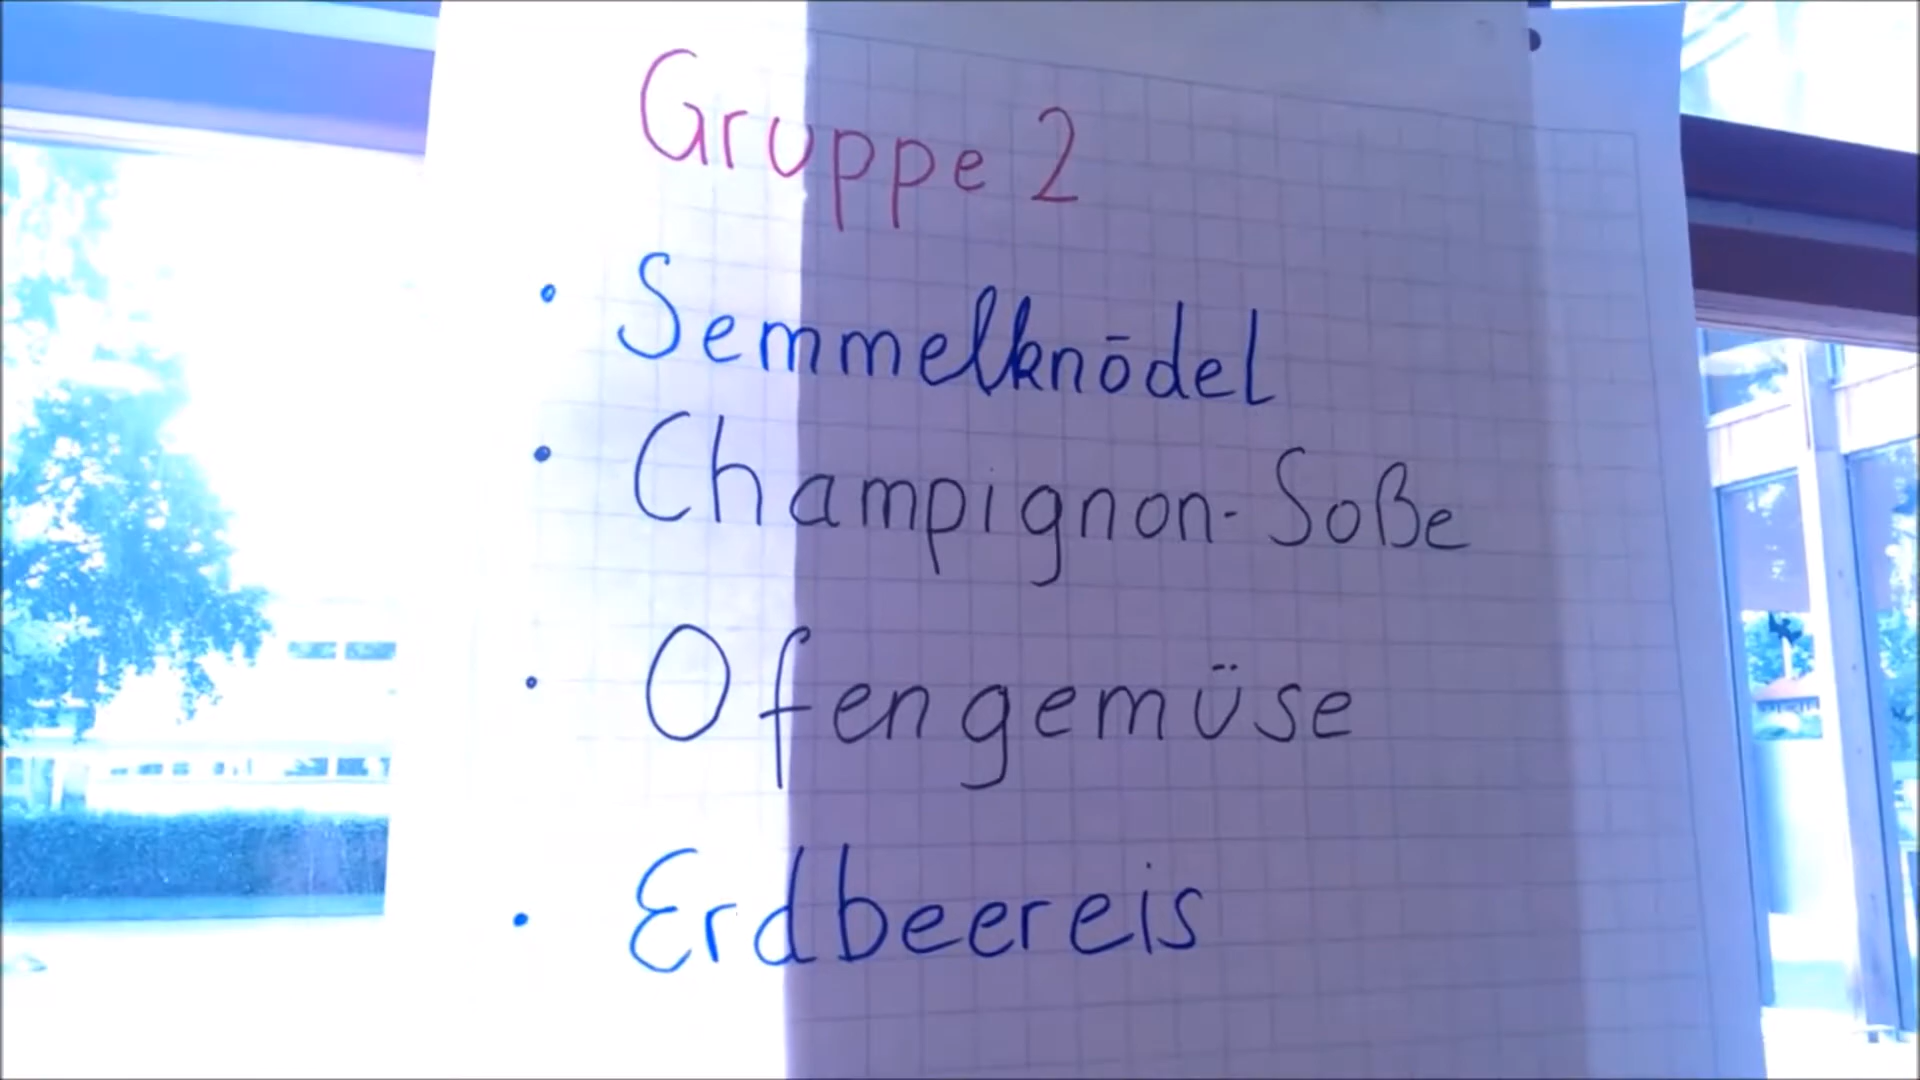 Gruppe 2
• Semmelknödel
• Champignon-Soße
• Ofengemüse
• Erdbeereis